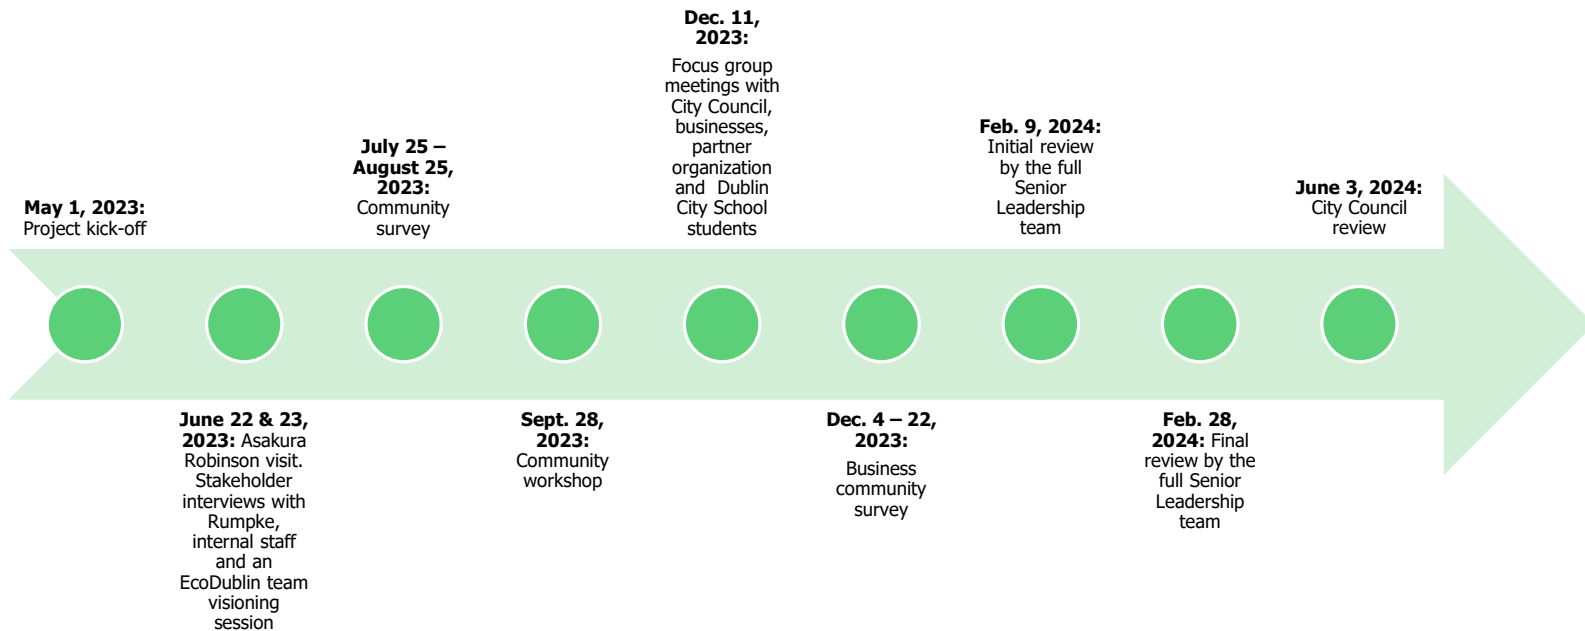 May 1, 2023:
Project kick-off
June 22 & 23,
2023: Asakura
Robinson visit.
Stakeholder
interviews with
Rumpke,
internal staff
and an
EcoDublin team
visioning
session
July 25 –
August 25,
2023:
Community
survey
Sept. 28,
2023:
Community
workshop
Dec. 11,
2023:
Focus group
meetings with
City Council,
businesses,
partner
organization
and Dublin
City School
students
Dec. 4 – 22,
2023:
Business
community
survey
Feb. 9, 2024:
Initial review
by the full
Senior
Leadership
team
Feb. 28,
2024: Final
review by the
full Senior
Leadership
team
June 3, 2024:
City Council
review